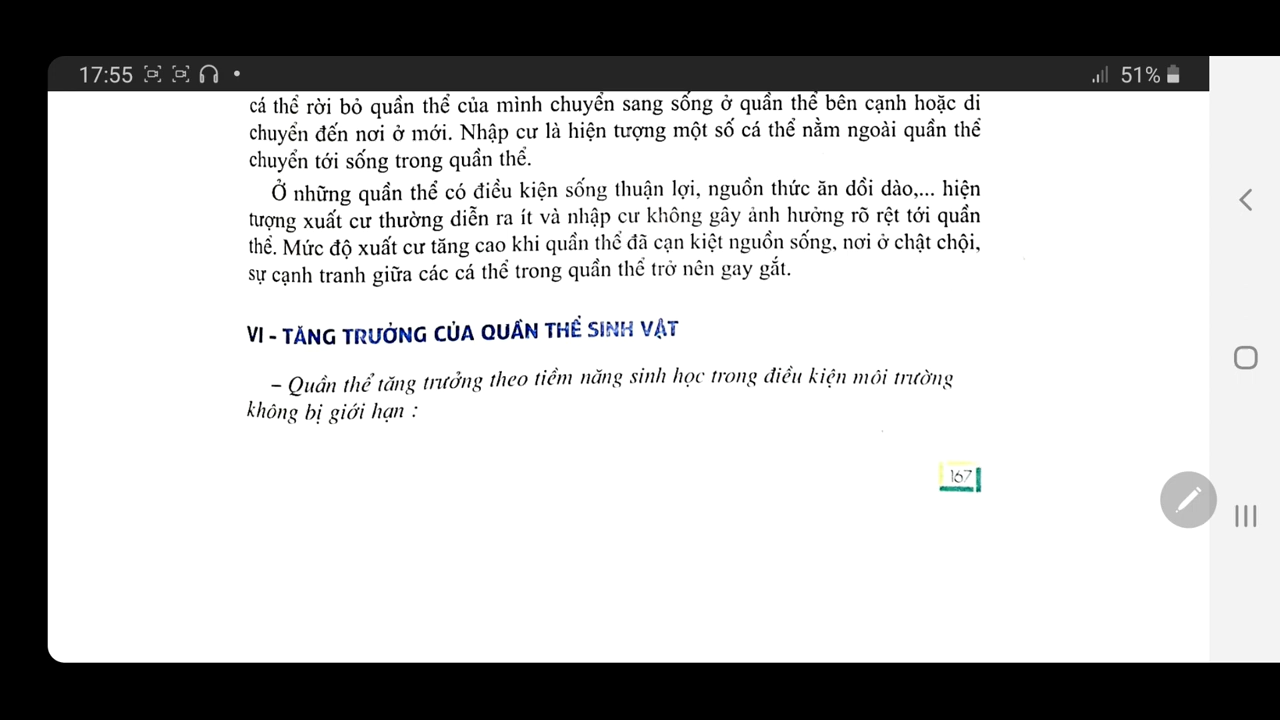 17:55
51%
cá thể rời bỏ quần thể của mình chuyển sang sống ở quần thể bên cạnh hoặc di
chuyển đến nơi ở mới. Nhập cư là hiện tượng một số cá thể nằm ngoài quần thể
chuyển tới sống trong quần thể.
Ở những quần thể có điều kiện sống thuận lợi, nguồn thức ăn dồi dào,... hiện
tượng xuất cư thường diễn ra ít và nhập cư không gây ảnh hưởng rõ rệt tới quần
thể. Mức độ xuất cư tăng cao khi quần thể đã cạn kiệt nguồn sống, nơi ở chật chội,
sự cạnh tranh giữa các cá thể trong quần thể trở nên gay gắt.
VI - TĂNG TRƯỞNG CỦA QUẦN THỂ SINH VẬT
– Quần thể tăng trưởng theo tiềm năng sinh học trong điều kiện môi trường
không bị giới hạn :
167